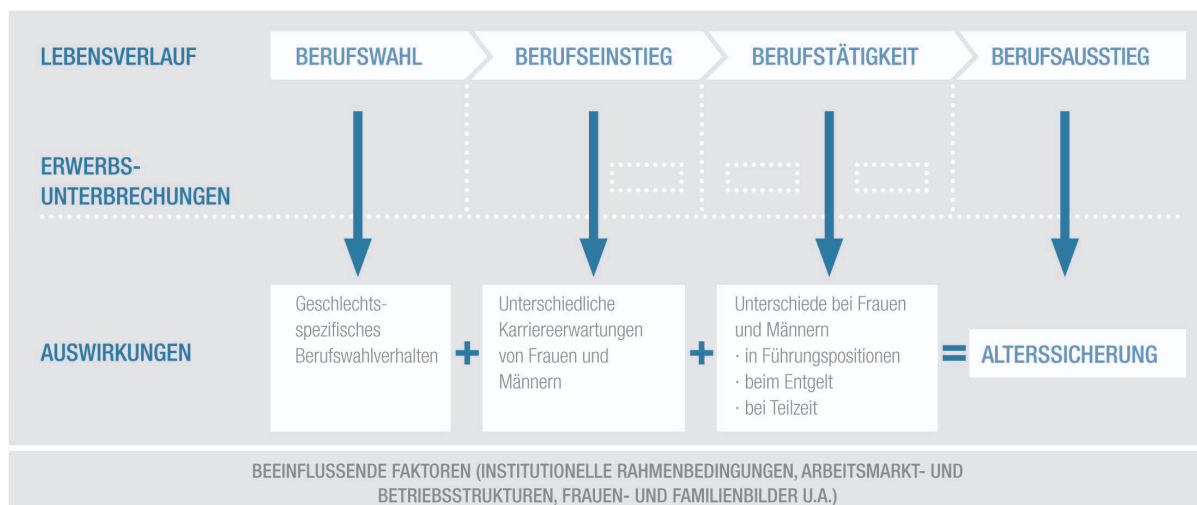 LEBENSVERLAUF
BERUFSWAHL
BERUFSEINSTIEG
BERUFSTÄTIGKEIT
BERUFSAUSSTIEG
ERWERBS-
UNTERBRECHUNGEN
AUSWIRKUNGEN
Geschlechts-
spezifisches
Berufswahlverhalten
+
Unterschiedliche
Karriereerwartungen
von Frauen und
Männern
+
Unterschiede bei Frauen
und Männern
· in Führungspositionen
· beim Entgelt
· bei Teilzeit
=
ALTERSSICHERUNG
BEEINFLUSSENDE FAKTOREN (INSTITUTIONELLE RAHMENBEDINGUNGEN, ARBEITSMARKT- UND
BETRIEBSSTRUKTUREN, FRAUEN- UND FAMILIENBILDER U.A.)